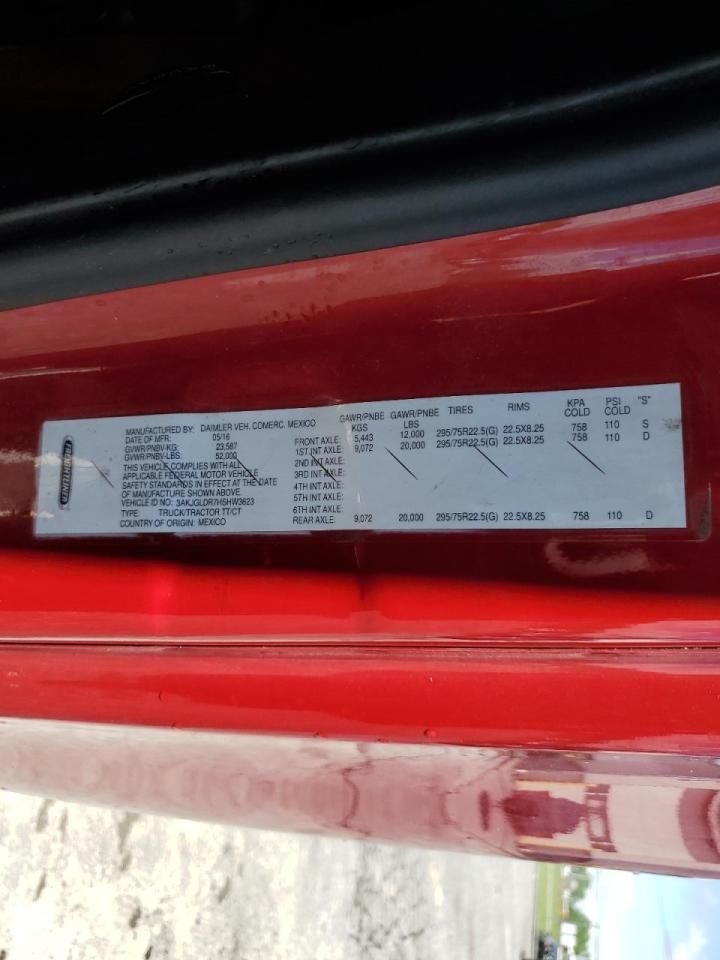 FREIGHTLINER
MANUFACTURED BY: DAIMLER VEH. COMERC. MEXICO
DATE OF MFR: 05/16
GVWR/PNBV-KG: 23,587
GVWR/PNBV-LBS: 52,000
THIS VEHICLE COMPLIES WITH ALL
APPLICABLE FEDERAL MOTOR VEHICLE
SAFETY STANDARDS IN EFFECT AT THE DATE
OF MANUFACTURE SHOWN ABOVE.
VEHICLE ID NO.: 3AKJGLDR7HSHW3623
TYPE: TRUCK/TRACTOR TT/CT
COUNTRY OF ORIGIN: MEXICO
GAWR/PNBE KGS GAWR/PNBE LBS TIRES RIMS KPA COLD PSI COLD "S"
FRONT AXLE: 5,443 12,000 295/75R22.5(G) 22.5X8.25 758 110 S
1ST INT AXLE: 9,072 20,000 295/75R22.5(G) 22.5X8.25 758 110 D
2ND INT AXLE:
3RD INT AXLE:
4TH INT AXLE:
5TH INT AXLE:
6TH INT AXLE:
REAR AXLE: 9,072 20,000 295/75R22.5(G) 22.5X8.25 758 110 D